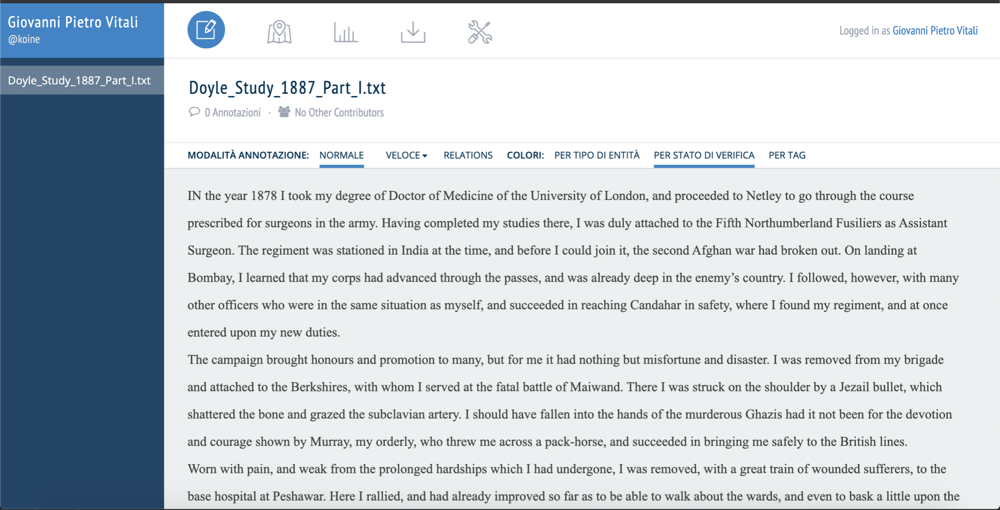 Giovanni Pietro Vitali
@koine
Logged in as Giovanni Pietro Vitali
Doyle_Study_1887_Part_I.txt
Doyle_Study_1887_Part_I.txt
0 Annotazioni · No Other Contributors
MODALITÀ ANNOTAZIONE: NORMALE VELOCE RELATIONS COLORI: PER TIPO DI ENTITÀ PER STATO DI VERIFICA PER TAG
IN the year 1878 I took my degree of Doctor of Medicine of the University of London, and proceeded to Netley to go through the course
prescribed for surgeons in the army. Having completed my studies there, I was duly attached to the Fifth Northumberland Fusiliers as Assistant
Surgeon. The regiment was stationed in India at the time, and before I could join it, the second Afghan war had broken out. On landing at
Bombay, I learned that my corps had advanced through the passes, and was already deep in the enemy’s country. I followed, however, with many
other officers who were in the same situation as myself, and succeeded in reaching Candahar in safety, where I found my regiment, and at once
entered upon my new duties.
The campaign brought honours and promotion to many, but for me it had nothing but misfortune and disaster. I was removed from my brigade
and attached to the Berkshires, with whom I served at the fatal battle of Maiwand. There I was struck on the shoulder by a Jezail bullet, which
shattered the bone and grazed the subclavian artery. I should have fallen into the hands of the murderous Ghazis had it not been for the devotion
and courage shown by Murray, my orderly, who threw me across a pack-horse, and succeeded in bringing me safely to the British lines.
Worn with pain, and weak from the prolonged hardships which I had undergone, I was removed, with a great train of wounded sufferers, to the
base hospital at Peshawar. Here I rallied, and had already improved so far as to be able to walk about the wards, and even to bask a little upon the